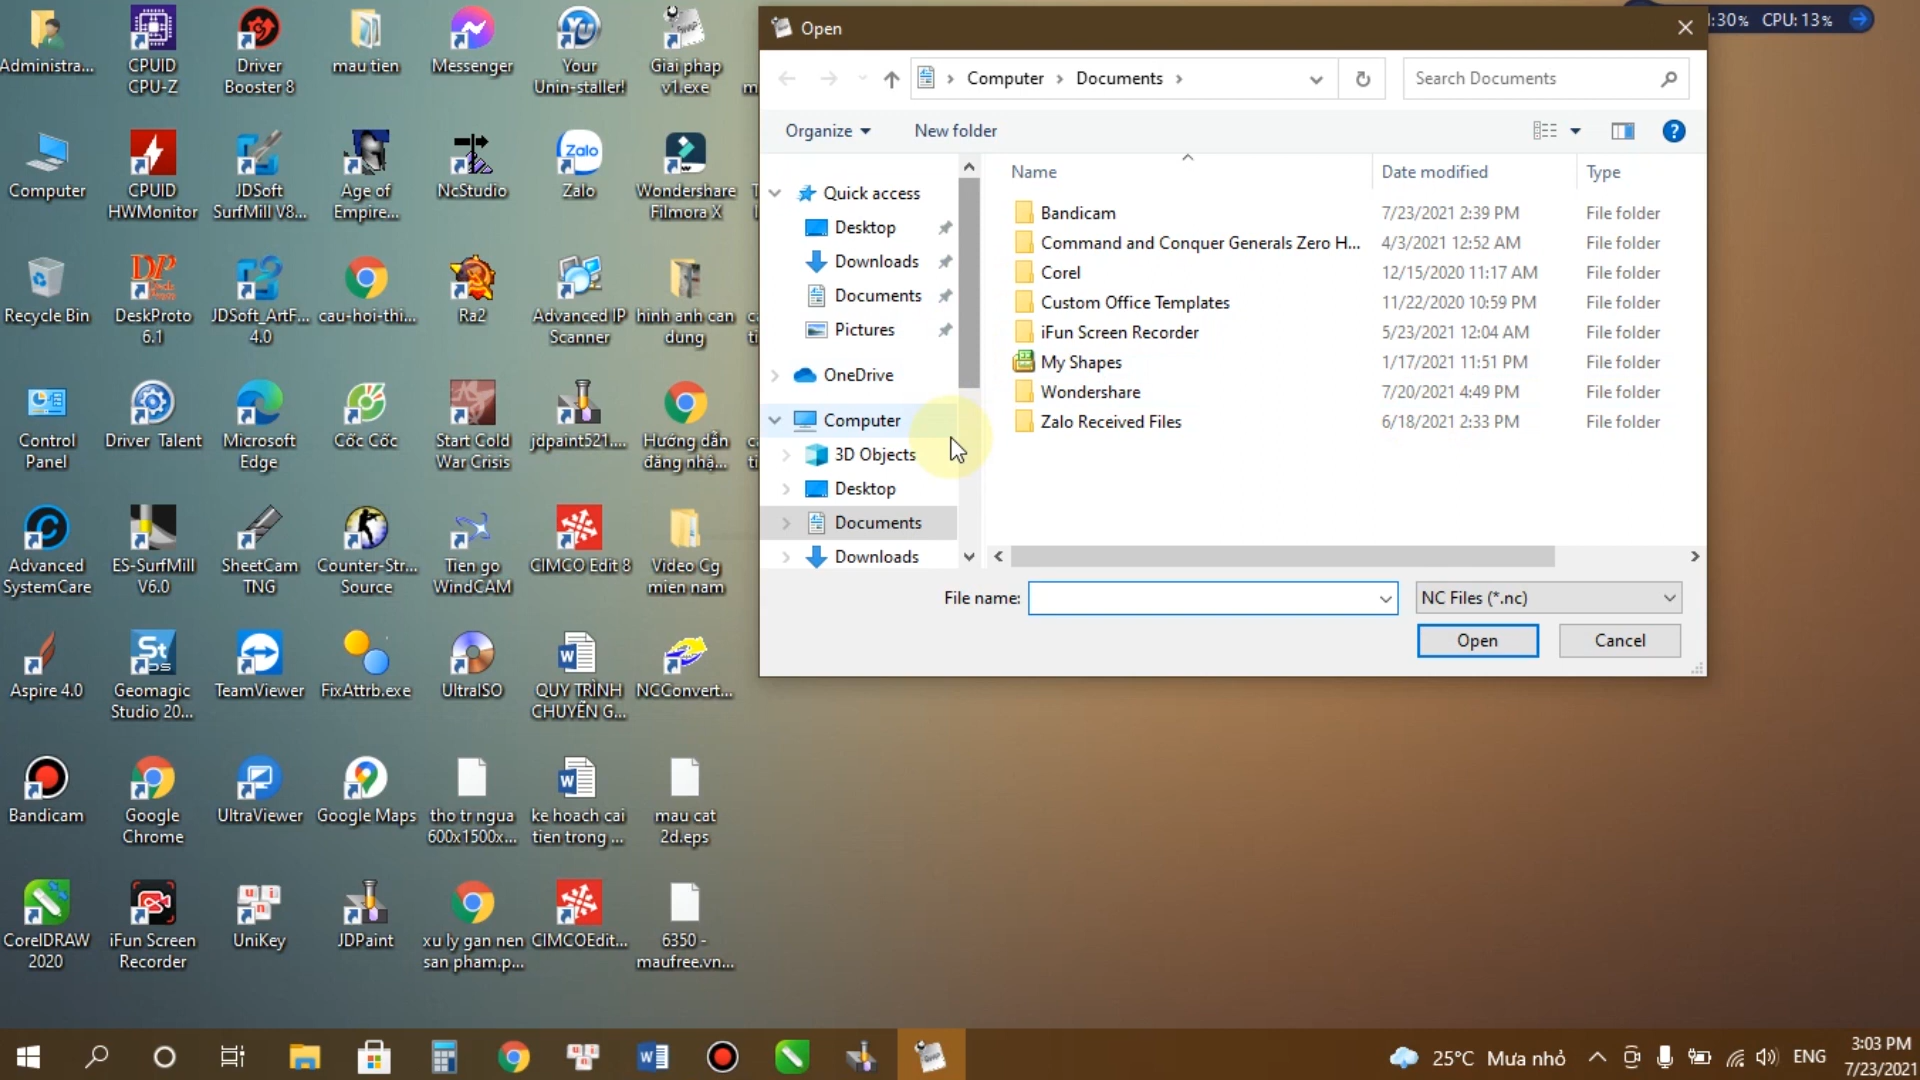 Administra...
CPUID
CPU-Z
Driver
Booster 8
mau tien
Messenger
Your
Unin-staller!
Giai phap
v1.exe
Computer
CPUID
HWMonitor
JDSoft
SurfMill V8...
Age of
Empire...
NcStudio
Zalo
Zalo
Wondershare
Filmora X
Recycle Bin
DeskProto
6.1
JDSoft_ArtF...
4.0
cau-hoi-thi...
Ra2
Advanced IP
Scanner
hinh anh can
dung
Control
Panel
Driver Talent
Microsoft
Edge
Cốc Cốc
Start Cold
War Crisis
jdpaint521....
Hướng dẫn
đăng nhậ...
Advanced
SystemCare
ES-SurfMill
V6.0
SheetCam
TNG
Counter-Str...
Source
Tien go
WindCAM
CIMCO Edit 8
Video Cg
mien nam
Aspire 4.0
Geomagic
Studio 20...
TeamViewer
FixAttrb.exe
UltraISO
QUY TRÌNH
CHUYỂN G...
NCConvert...
Bandicam
Google
Chrome
UltraViewer
Google Maps
tho tr ngua
600x1500x...
ke hoach cai
tien trong ...
mau cat
2d.eps
CorelDRAW
2020
iFun Screen
Recorder
UniKey
JDPaint
xu ly gan nen
san pham.p...
CIMCOEdit...
6350 -
maufree.vn...
Open
:30% CPU: 13%
Computer
Documents
Search Documents
Organize
New folder
Quick access
Desktop
Downloads
Documents
Pictures
OneDrive
Computer
3D Objects
Desktop
Documents
Downloads
Name Date modified Type
Bandicam 7/23/2021 2:39 PM File folder
Command and Conquer Generals Zero H... 4/3/2021 12:52 AM File folder
Corel 12/15/2020 11:17 AM File folder
Custom Office Templates 11/22/2020 10:59 PM File folder
iFun Screen Recorder 5/23/2021 12:04 AM File folder
My Shapes 1/17/2021 11:51 PM File folder
Wondershare 7/20/2021 4:49 PM File folder
Zalo Received Files 6/18/2021 2:33 PM File folder
File name:
NC Files (*.nc)
Open
Cancel
25°C Mưa nhỏ
ENG
3:03 PM
7/23/2021